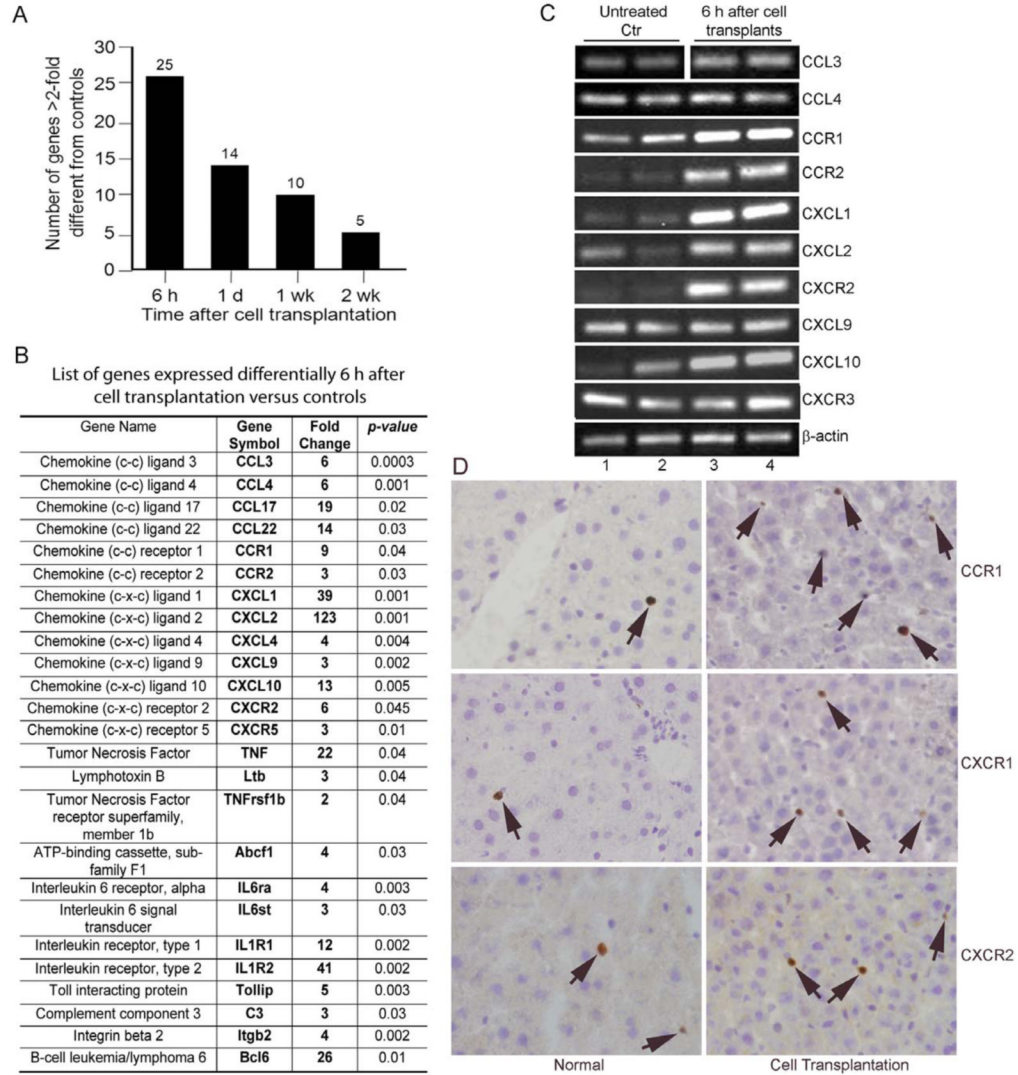 A
Number of genes >2-fold
different from controls
30
25
20
15
10
5
0
25
14
10
5
6 h 1 d 1 wk 2 wk
Time after cell transplantation
B
List of genes expressed differentially 6 h after
cell transplantation versus controls
Gene Name Gene Symbol Fold Change p-value
Chemokine (c-c) ligand 3 CCL3 6 0.0003
Chemokine (c-c) ligand 4 CCL4 6 0.001
Chemokine (c-c) ligand 17 CCL17 19 0.02
Chemokine (c-c) ligand 22 CCL22 14 0.03
Chemokine (c-c) receptor 1 CCR1 9 0.04
Chemokine (c-c) receptor 2 CCR2 3 0.03
Chemokine (c-x-c) ligand 1 CXCL1 39 0.001
Chemokine (c-x-c) ligand 2 CXCL2 123 0.001
Chemokine (c-x-c) ligand 4 CXCL4 4 0.004
Chemokine (c-x-c) ligand 9 CXCL9 3 0.002
Chemokine (c-x-c) ligand 10 CXCL10 13 0.005
Chemokine (c-x-c) receptor 2 CXCR2 6 0.045
Chemokine (c-x-c) receptor 5 CXCR5 3 0.01
Tumor Necrosis Factor TNF 22 0.04
Lymphotoxin B Ltb 3 0.04
Tumor Necrosis Factor
receptor superfamily,
member 1b TNFrsf1b 2 0.04
ATP-binding cassette, sub-
family F1 Abcf1 4 0.03
Interleukin 6 receptor, alpha IL6ra 4 0.003
Interleukin 6 signal
transducer IL6st 3 0.03
Interleukin receptor, type 1 IL1R1 12 0.002
Interleukin receptor, type 2 IL1R2 41 0.002
Toll interacting protein Tollip 5 0.003
Complement component 3 C3 3 0.03
Integrin beta 2 Itgb2 4 0.002
B-cell leukemia/lymphoma 6 Bcl6 26 0.01
C
Untreated
Ctr
6 h after cell
transplants
CCL3
CCL4
CCR1
CCR2
CXCL1
CXCL2
CXCR2
CXCL9
CXCL10
CXCR3
β-actin
1 2 3 4
D
CCR1
CXCR1
CXCR2
Normal Cell Transplantation